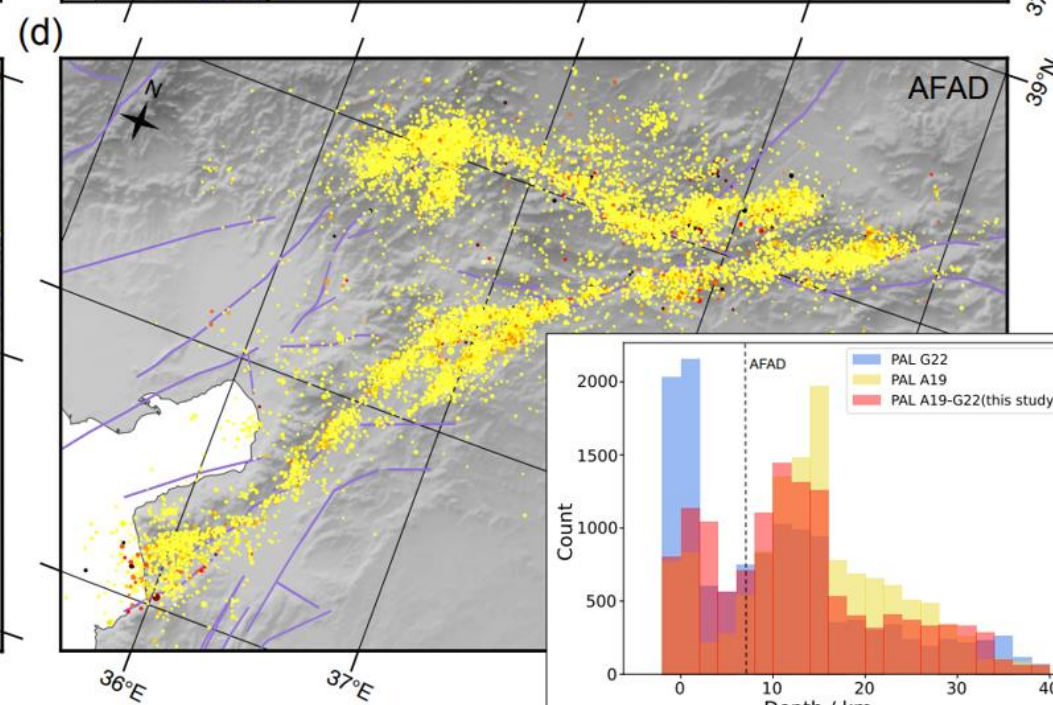 (d)
39°N
N
AFAD
PAL G22
PAL A19
PAL A19-G22(this study
AFAD
2000
1500
1000
500
0
Count
0
10
20
30
40
36°E
37°E